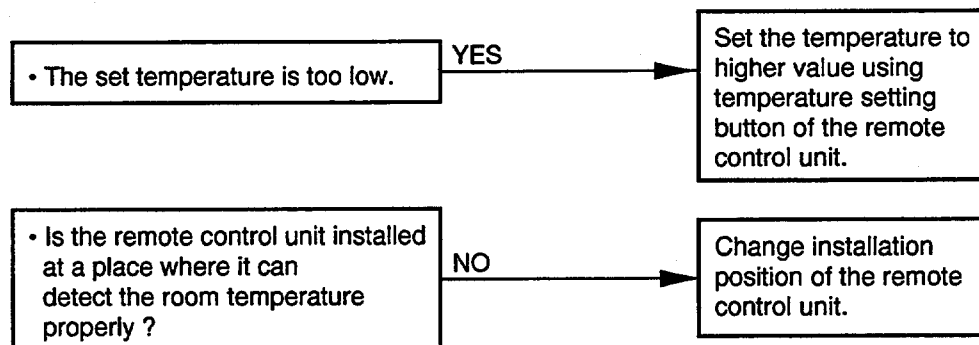 • The set temperature is too low.
YES
Set the temperature to
higher value using
temperature setting
button of the remote
control unit.
• Is the remote control unit installed
at a place where it can
detect the room temperature
properly ?
NO
Change installation
position of the remote
control unit.